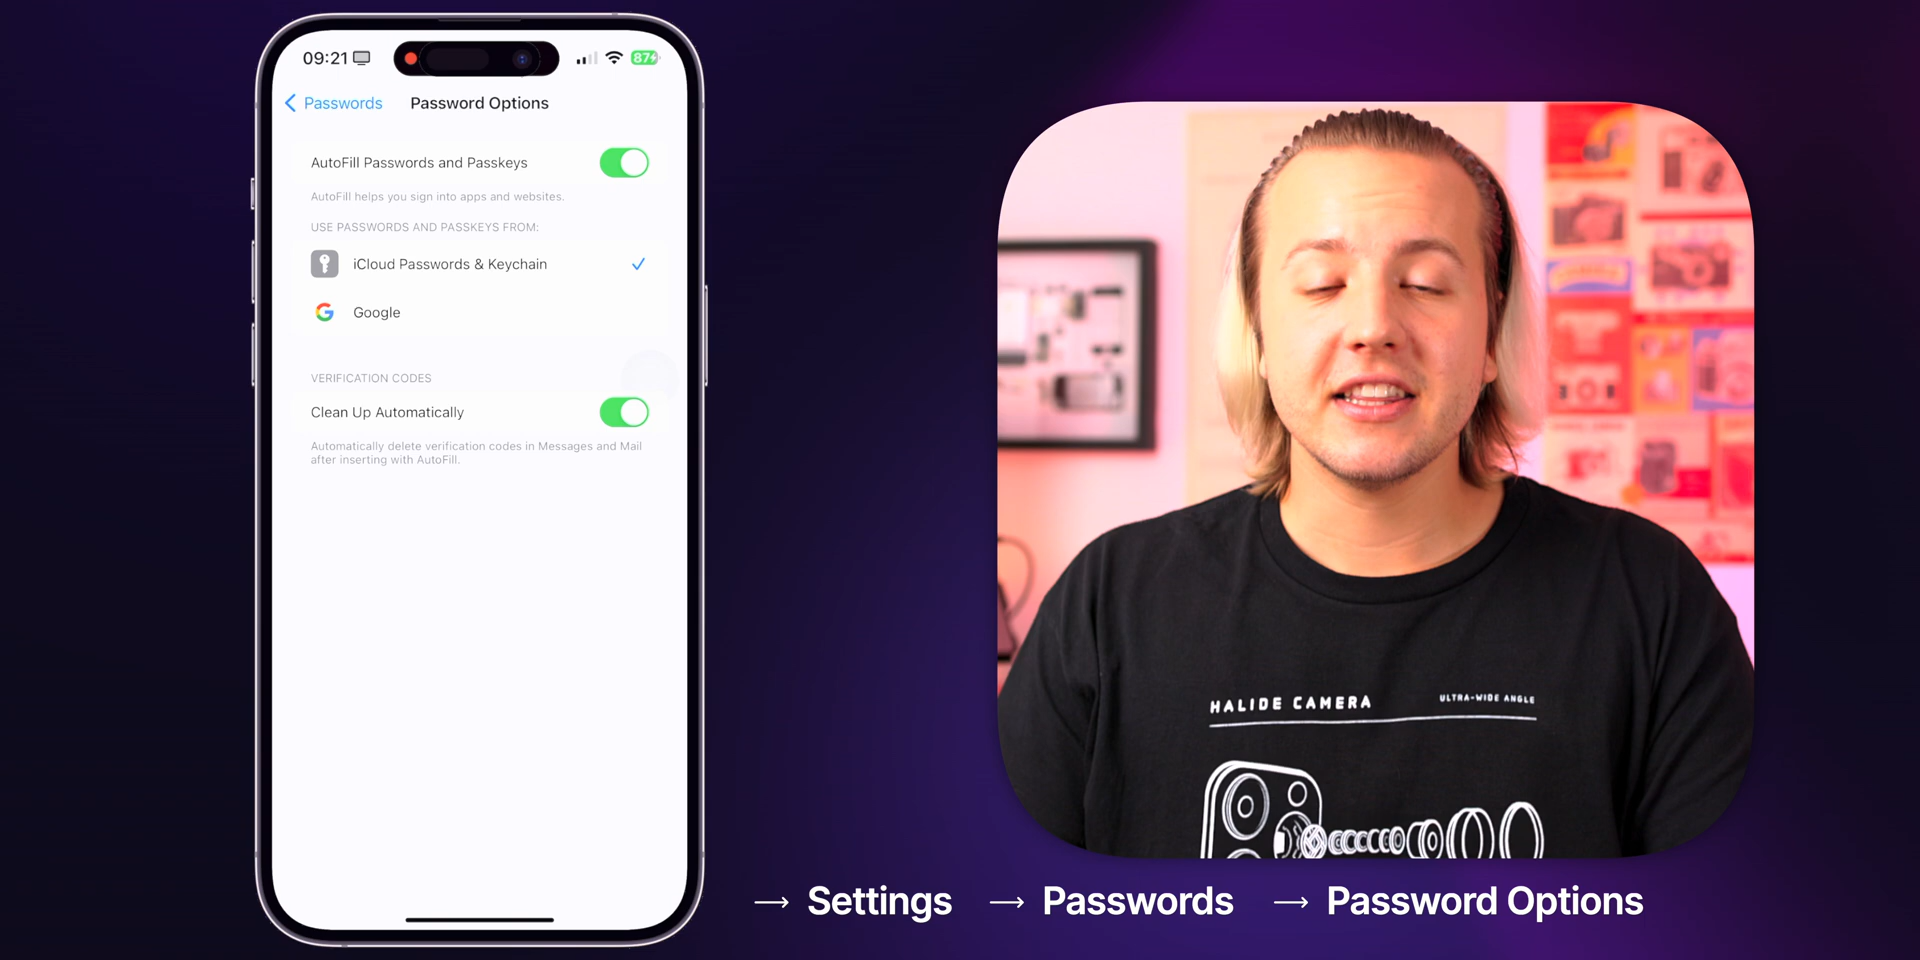 09:21
87
Passwords
Password Options
AutoFill Passwords and Passkeys
AutoFill helps you sign into apps and websites.
USE PASSWORDS AND PASSKEYS FROM:
iCloud Passwords & Keychain
Google
VERIFICATION CODES
Clean Up Automatically
Automatically delete verification codes in Messages and Mail
after inserting with AutoFill.
HALIDE CAMERA
ULTRA-WIDE ANGLE
→ Settings → Passwords → Password Options